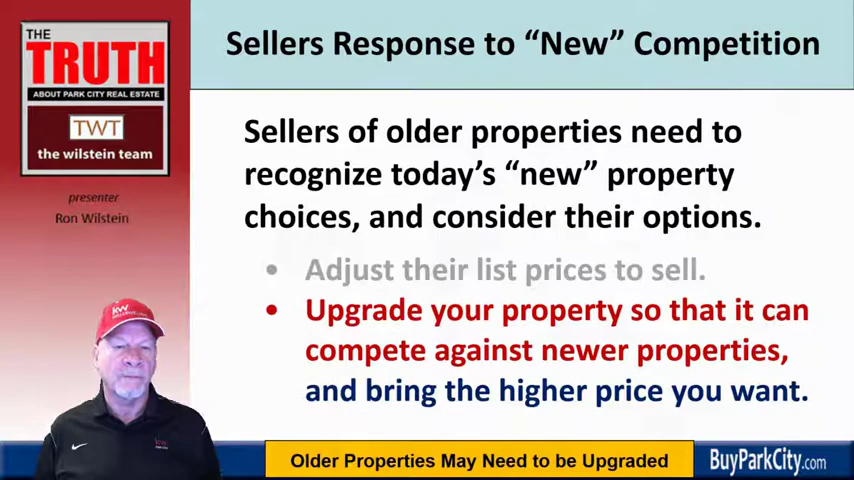 THE
TRUTH
ABOUT PARK CITY REAL ESTATE
TWT
the wilstein team
presenter
Ron Wilstein
Sellers Response to “New” Competition
Sellers of older properties need to
recognize today’s “new” property
choices, and consider their options.
• Adjust their list prices to sell.
• Upgrade your property so that it can
compete against newer properties,
and bring the higher price you want.
kw
Older Properties May Need to be Upgraded
BuyParkCity.com